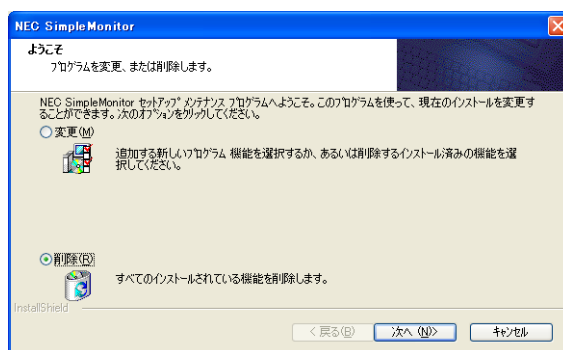 NEC SimpleMonitor
ようこそ
プログラムを変更、または削除します。
NEC SimpleMonitor セットアップ メンテナンス プログラムへようこそ。このプログラムを使って、現在のインストールを変更す
ることができます。次のオプションをクリックしてください。
変更(M)
追加する新しいプログラム 機能を選択するか、あるいは削除するインストール済みの機能を選
択してください。
削除(R)
すべてのインストールされている機能を削除します。
InstallShield
< 戻る(B)
次へ (N)>
キャンセル